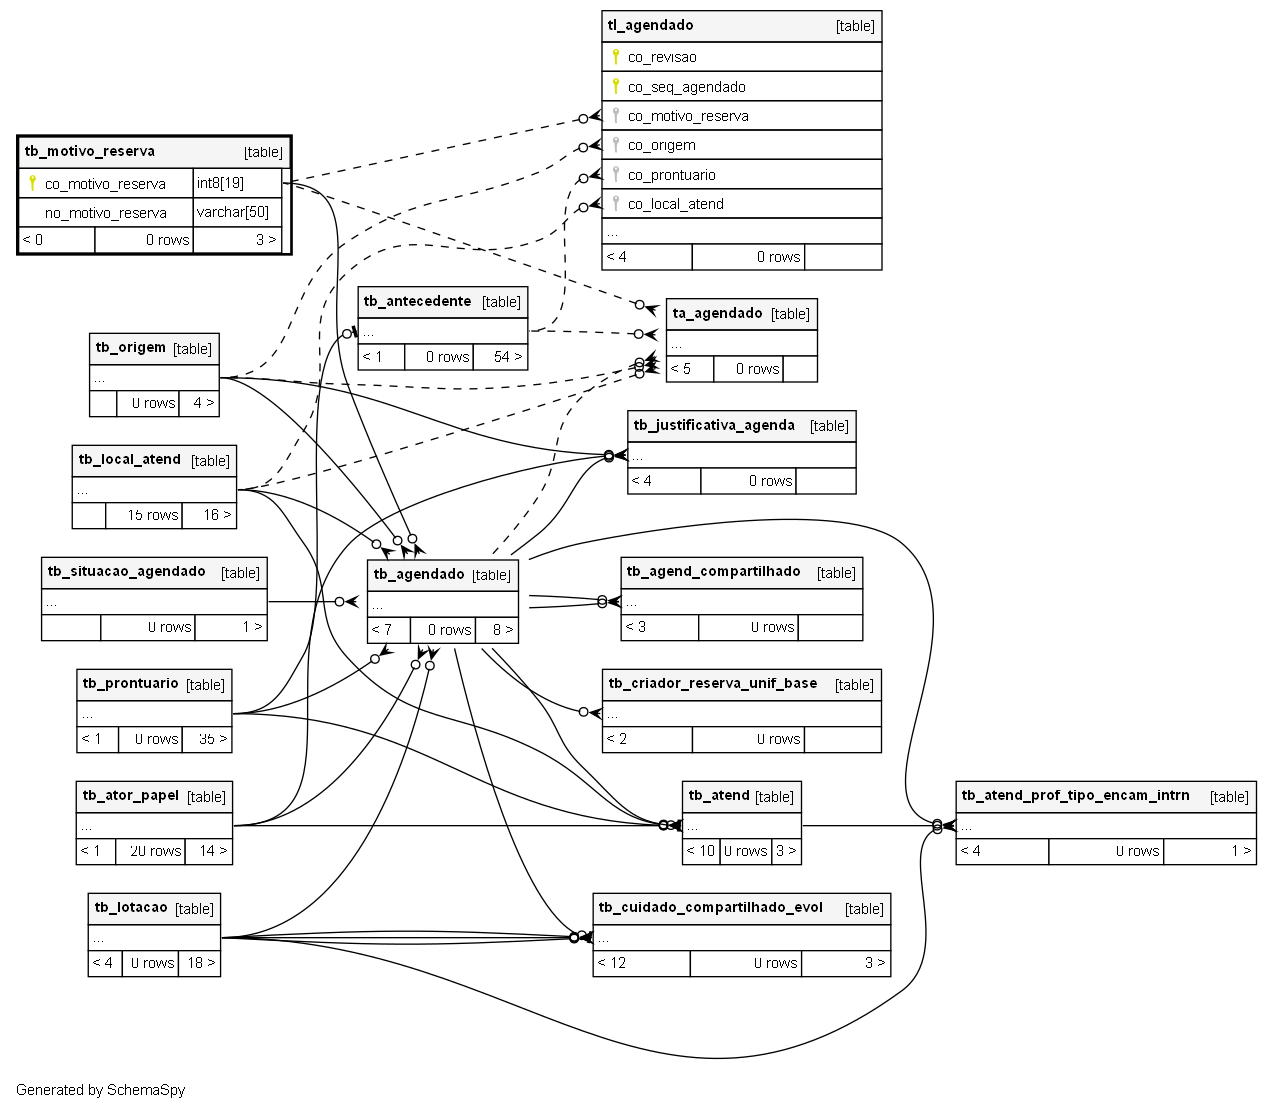 tl_agendado [table]
co_revisao
co_seq_agendado
co_motivo_reserva
co_origem
co_prontuario
co_local_atend
...
< 4 0 rows
tb_motivo_reserva [table]
co_motivo_reserva int8[19]
no_motivo_reserva varchar[50]
< 0 0 rows 3 >
tb_antecedente [table]
...
< 1 0 rows 54 >
ta_agendado [table]
...
< 5 0 rows
tb_origem [table]
...
0 rows 4 >
tb_justificativa_agenda [table]
...
< 4 0 rows
tb_local_atend [table]
...
15 rows 16 >
tb_situacao_agendado [table]
...
0 rows 1 >
tb_agendado [table]
...
< 7 0 rows 8 >
tb_agend_compartilhado [table]
...
< 3 0 rows
tb_prontuario [table]
...
< 1 0 rows 35 >
tb_criador_reserva_unif_base [table]
...
< 2 0 rows
tb_ator_papel [table]
...
< 1 20 rows 14 >
tb_atend [table]
...
< 10 0 rows 3 >
tb_atend_prof_tipo_encam_intrn [table]
...
< 4 0 rows 1 >
tb_lotacao [table]
...
< 4 0 rows 18 >
tb_cuidado_compartilhado_evol [table]
...
< 12 0 rows 3 >
Generated by SchemaSpy